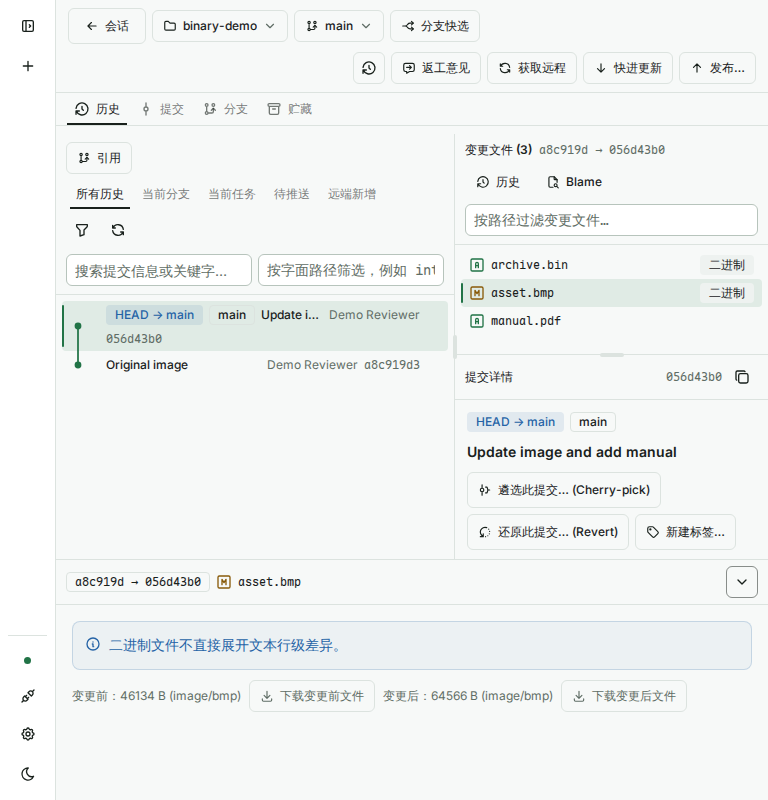 会话
binary-demo
main
分支快选
返工意见
获取远程
快进更新
发布...
历史
提交
分支
贮藏
引用
所有历史
当前分支
当前任务
待推送
远端新增
搜索提交信息或关键字...
按字面路径筛选，例如 int
HEAD → main
main
Update i...
Demo Reviewer
056d43b0
Original image
Demo Reviewer
a8c919d3
变更文件 (3) a8c919d → 056d43b0
历史
Blame
按路径过滤变更文件...
A archive.bin 二进制
M asset.bmp 二进制
A manual.pdf
提交详情 056d43b0
HEAD → main
main
Update image and add manual
遴选此提交... (Cherry-pick)
还原此提交... (Revert)
新建标签...
a8c919d → 056d43b0
M asset.bmp
二进制文件不直接展开文本行级差异。
变更前：46134 B (image/bmp)
下载变更前文件
变更后：64566 B (image/bmp)
下载变更后文件